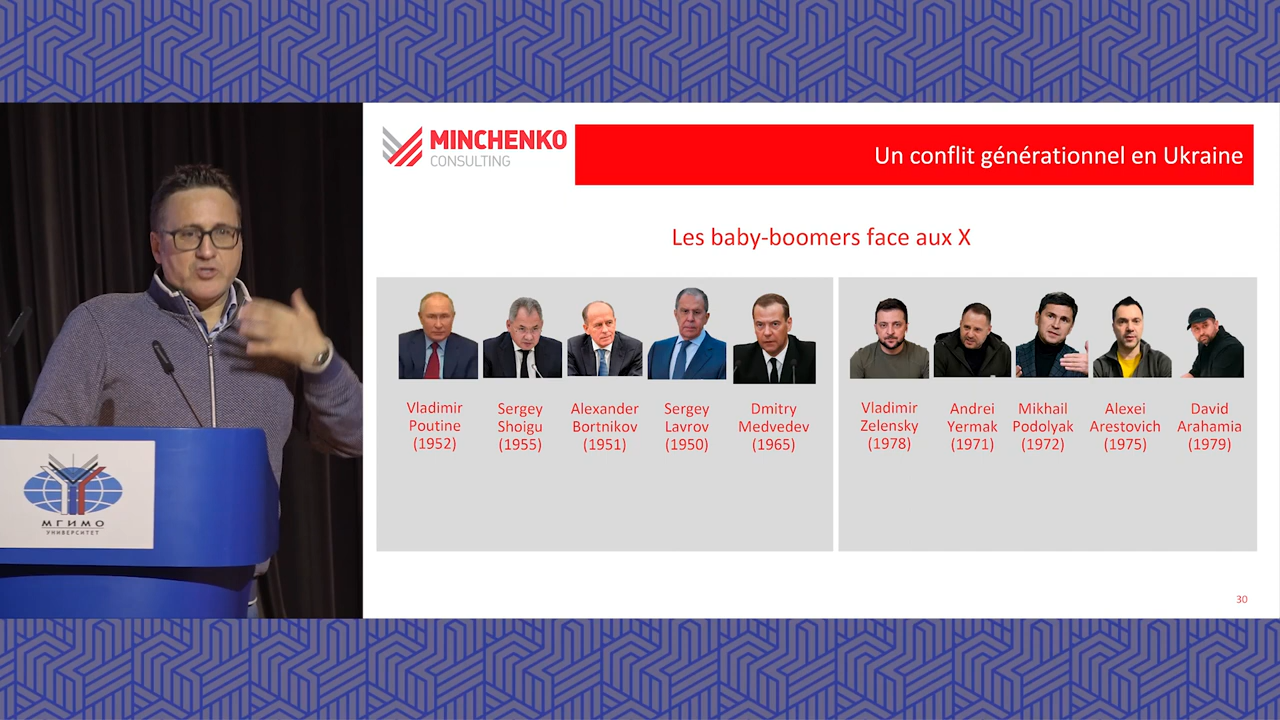 MINCHENKO
CONSULTING
Un conflit générationnel en Ukraine
Les baby-boomers face aux X
Vladimir
Poutine
(1952)
Sergey
Shoigu
(1955)
Alexander
Bortnikov
(1951)
Sergey
Lavrov
(1950)
Dmitry
Medvedev
(1965)
Vladimir
Zelensky
(1978)
Andrei
Yermak
(1971)
Mikhail
Podolyak
(1972)
Alexei
Arestovich
(1975)
David
Arahamia
(1979)
30
МГИМО
УНИВЕРСИТЕТ